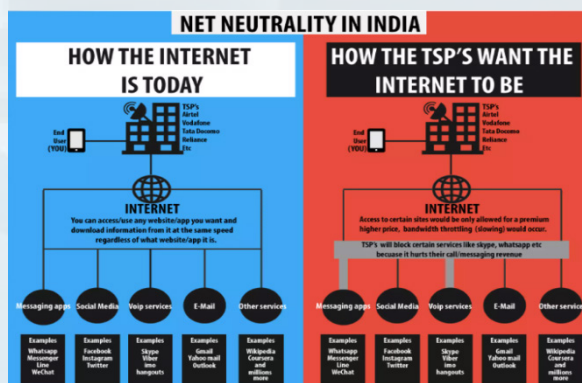 NET NEUTRALITY IN INDIA
HOW THE INTERNET
IS TODAY
TSP's
Airtel
Vodafone
Tata Docomo
Reliance
Etc
End
User
(YOU)
INTERNET
You can access/use any website/app you want and
download information from it at the same speed
regardless of what website/app it is.
Messaging apps
Social Media
Voip services
E-Mail
Other services
Examples
Whatsapp
Messenger
Line
WeChat
Examples
Facebook
Instagram
Twitter
Examples
Skype
Viber
imo
hangouts
Examples
Gmail
Yahoo mail
Outlook
Examples
Wikipedia
Coursera
and
millions
more
HOW THE TSP'S WANT THE
INTERNET TO BE
TSP's
Airtel
Vodafone
Tata Docomo
Reliance
Etc
End
User
(YOU)
INTERNET
Access to certain sites would be only allowed for a premium
higher price, bandwidth throttling (slowing) would occur.
TSP's will block certain services like skype, whatsapp etc
becuase it hurts their call/messaging revenue
Messaging apps
Social Media
Voip services
E-Mail
Other services
Examples
Whatsapp
Messenger
Line
WeChat
Examples
Facebook
Instagram
Twitter
Examples
Skype
Viber
imo
hangouts
Examples
Gmail
Yahoo mail
Outlook
Examples
Wikipedia
Coursera
and
millions
more